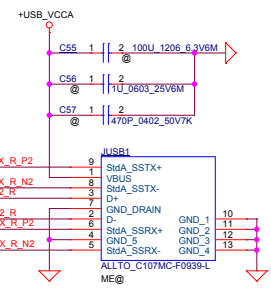 +USB_VCCA
C55 1 2 100U_1206_6.3V6M
@
C56 1 2
@ 1U_0603_25V6M
C57 1 2
@ 470P_0402_50V7K
JUSB1
X_R_P2 9 StdA_SSTX+
1 VBUS
X_R_N2 8 StdA_SSTX-
2_R 3 D+
7 GND_DRAIN
2_R 2 D- GND_1 10
X_R_P2 6 StdA_SSRX+ GND_2 11
4 GND_5 GND_3 12
X_R_N2 5 StdA_SSRX- GND_4 13
ALLTO_C107MC-F0939-L
ME@